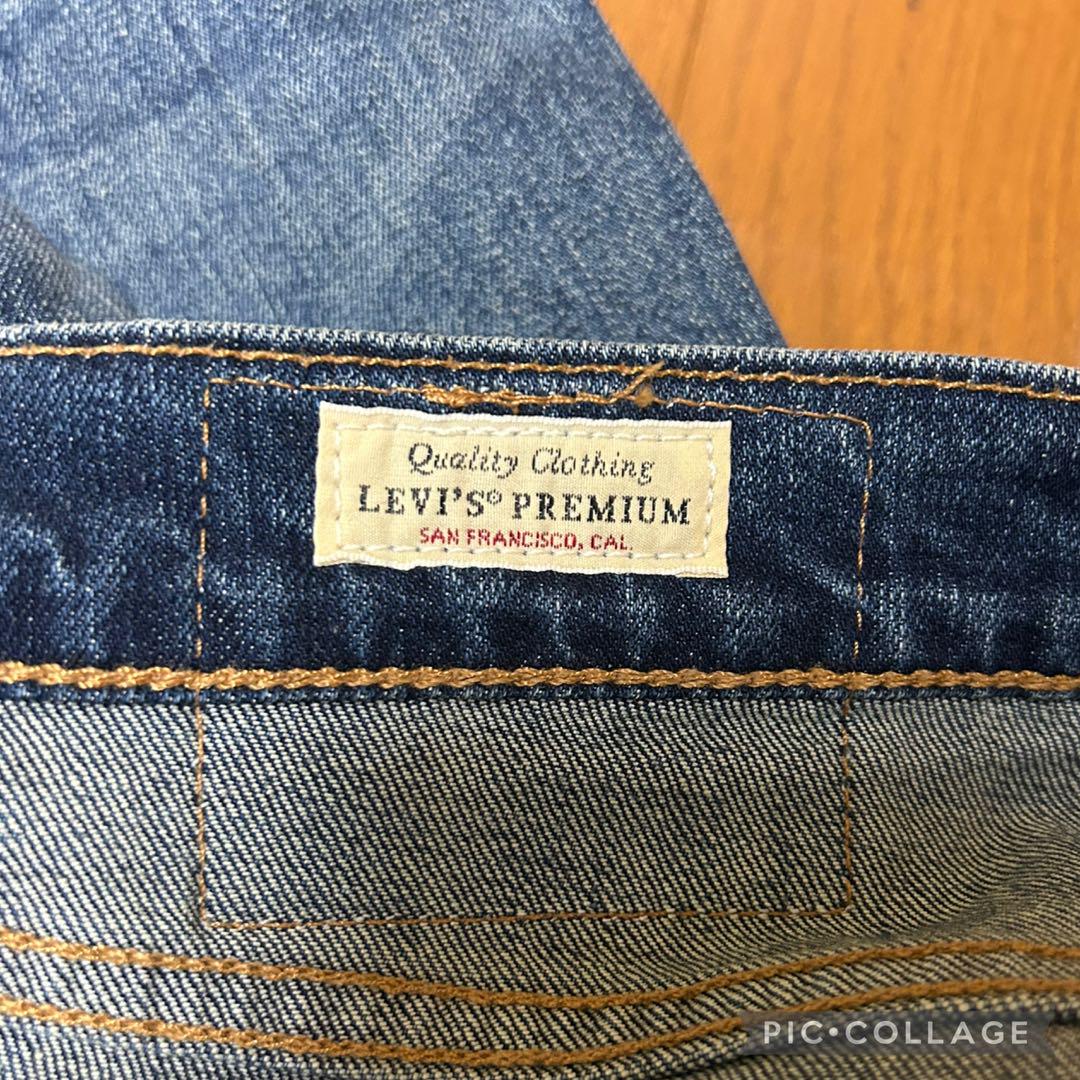 Quality Clothing
LEVI'S® PREMIUM
SAN FRANCISCO, CAL.
PIC•COLLAGE